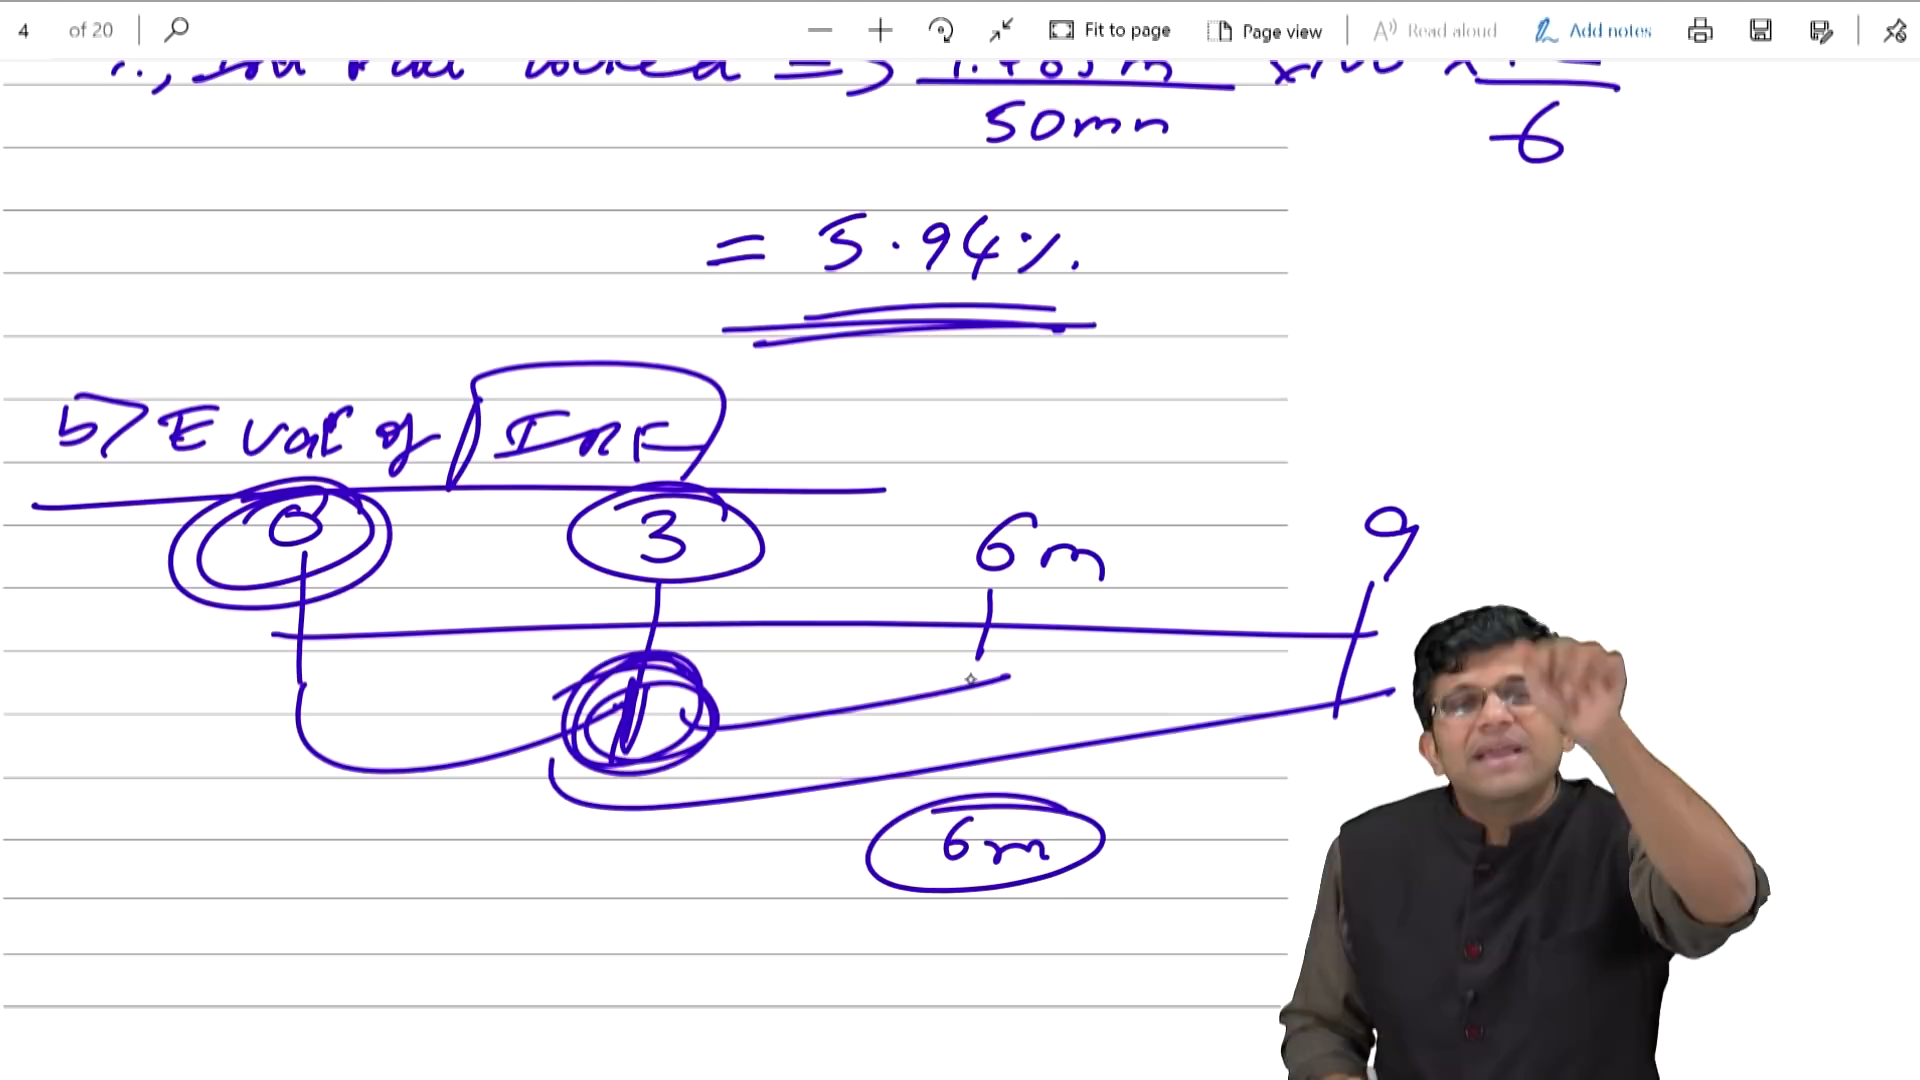 4 of 20 Fit to page Page view Read aloud Add notes
50mn 6
= 5.94%.
b> E val of IRF
0 3 6m 9
6m